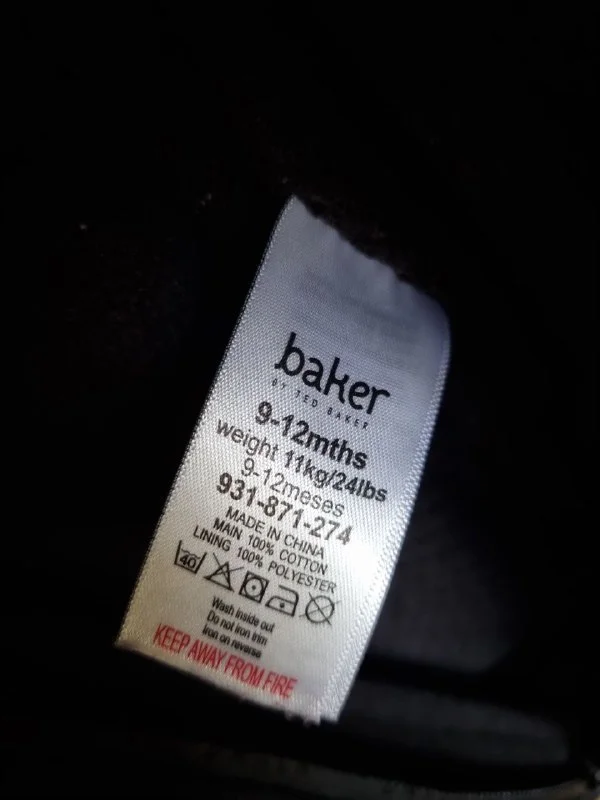 baker
BY TED BAKER
9-12mths
weight 11kg/24lbs
9-12meses
931-871-274
MADE IN CHINA
MAIN 100% COTTON
LINING 100% POLYESTER
40
Wash inside out
Do not iron trim
Iron on reverse
KEEP AWAY FROM FIRE